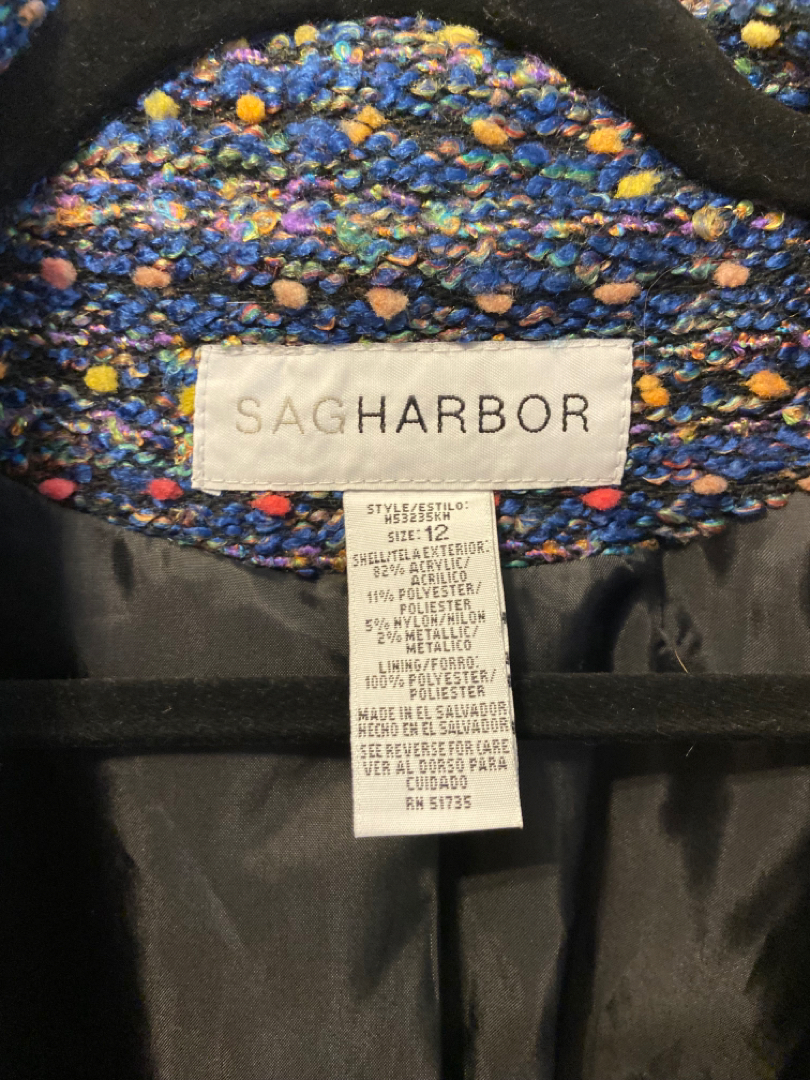 SAGHARBOR
STYLE/ESTILO:
H53235KH
SIZE: 12
SHELL/TELA EXTERIOR:
82% ACRYLIC/
ACRILICO
11% POLYESTER/
POLIESTER
5% NYLON/NILON
2% METALLIC/
METALICO
LINING/FORRO:
100% POLYESTER/
POLIESTER
MADE IN EL SALVADOR
HECHO EN EL SALVADOR
SEE REVERSE FOR CARE
VER AL DORSO PARA
CUIDADO
RN 51735